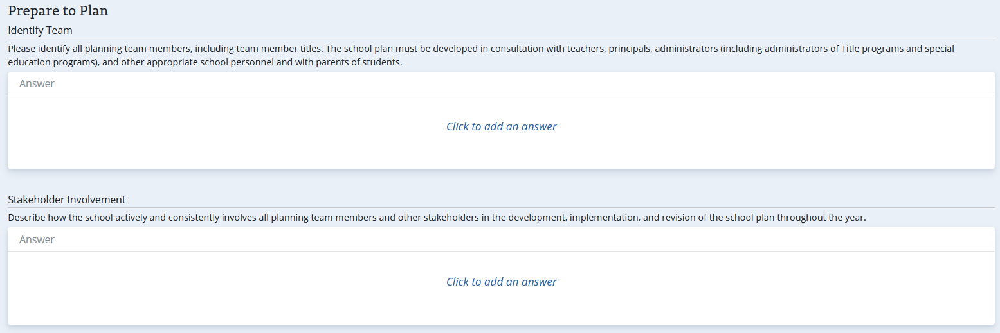 Prepare to Plan
Identify Team
Please identify all planning team members, including team member titles. The school plan must be developed in consultation with teachers, principals, administrators (including administrators of Title programs and special
education programs), and other appropriate school personnel and with parents of students.
Answer
Click to add an answer
Stakeholder Involvement
Describe how the school actively and consistently involves all planning team members and other stakeholders in the development, implementation, and revision of the school plan throughout the year.
Answer
Click to add an answer